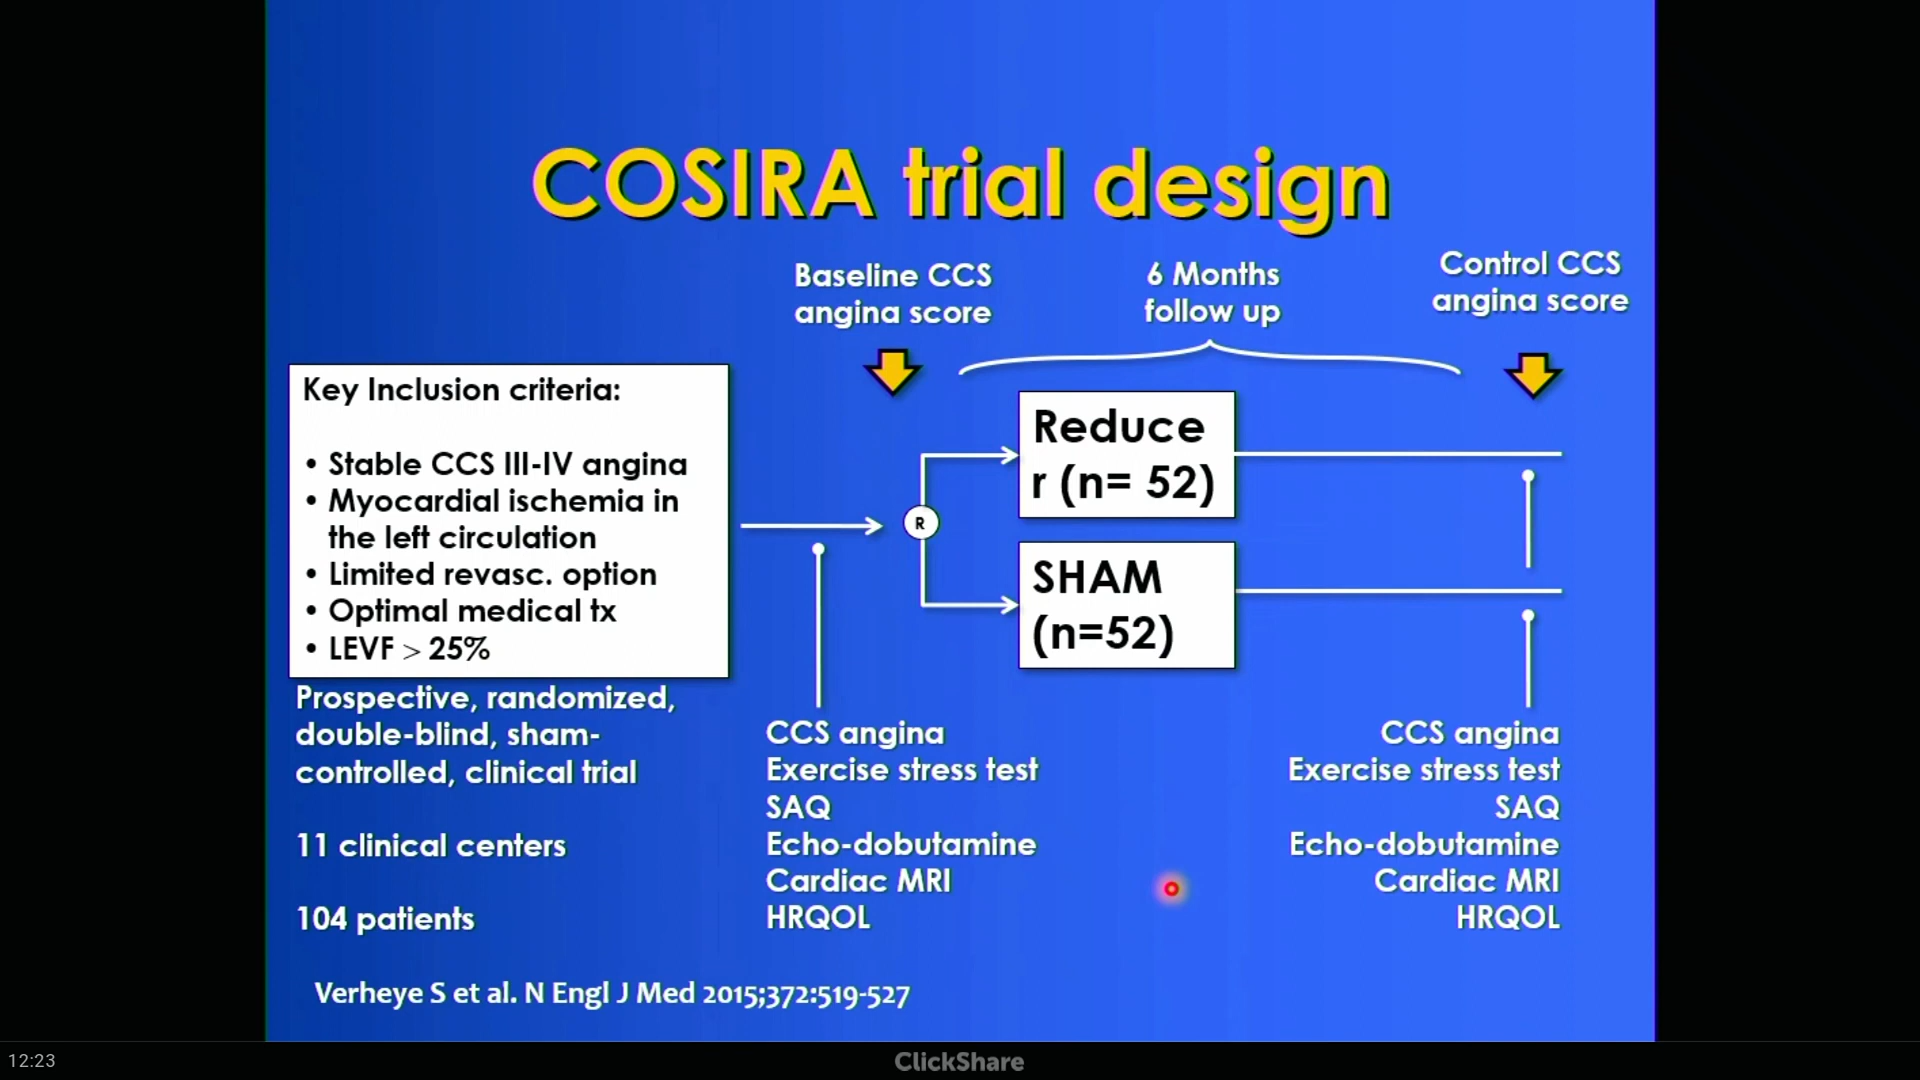 COSIRA trial design
Baseline CCS
angina score
6 Months
follow up
Control CCS
angina score
Key Inclusion criteria:
• Stable CCS III-IV angina
• Myocardial ischemia in
the left circulation
• Limited revasc. option
• Optimal medical tx
• LEVF > 25%
R
Reduce
r (n= 52)
SHAM
(n=52)
Prospective, randomized,
double-blind, sham-
controlled, clinical trial
11 clinical centers
104 patients
CCS angina
Exercise stress test
SAQ
Echo-dobutamine
Cardiac MRI
HRQOL
CCS angina
Exercise stress test
SAQ
Echo-dobutamine
Cardiac MRI
HRQOL
Verheye S et al. N Engl J Med 2015;372:519-527
12:23
ClickShare